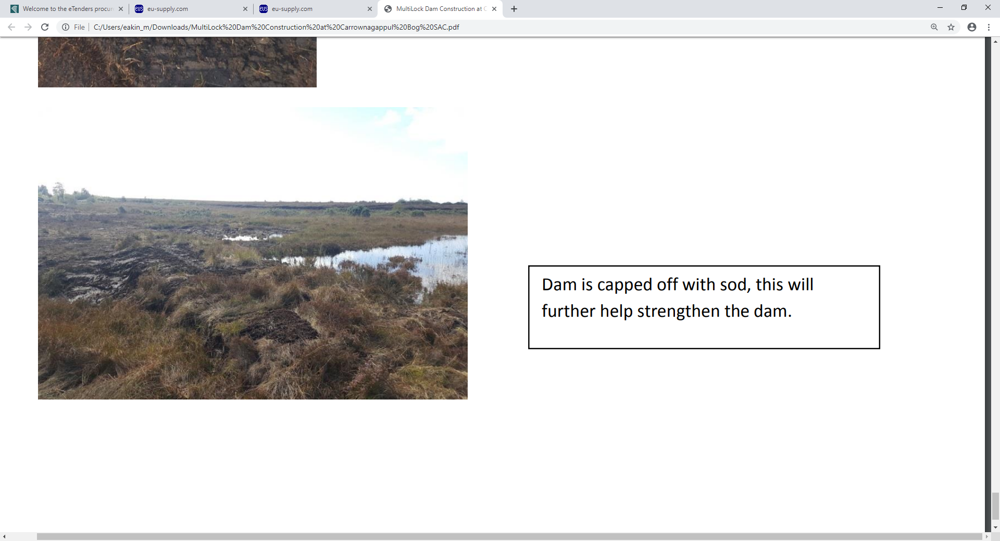 Welcome to the eTenders procur
eu-supply.com
eu-supply.com
MultiLock Dam Construction at C
File
C:/Users/eakin_m/Downloads/MultiLock%20Dam%20Construction%20at%20Carrownagappul%20Bog%20SAC.pdf
Dam is capped off with sod, this will
further help strengthen the dam.